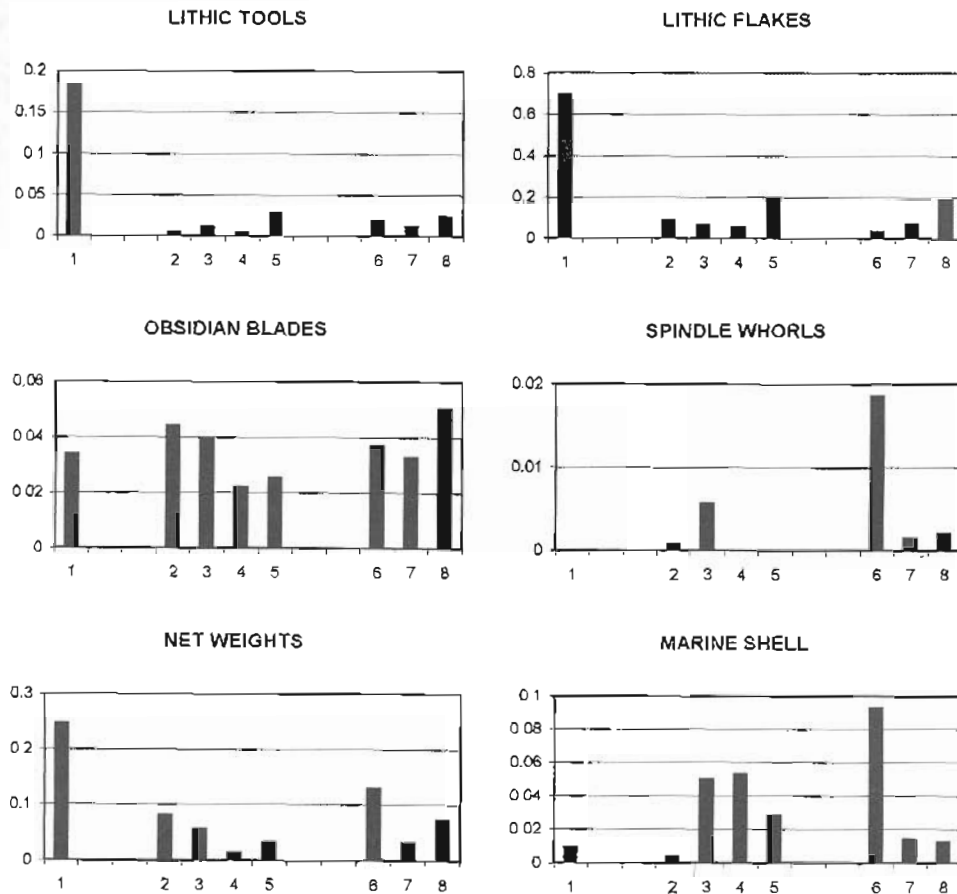 LITHIC TOOLS
0.2
0.15
0.1
0.05
0
1 2 3 4 5 6 7 8
LITHIC FLAKES
0.8
0.6
0.4
0.2
0
1 2 3 4 5 6 7 8
OBSIDIAN BLADES
0.06
0.04
0.02
0
1 2 3 4 5 6 7 8
SPINDLE WHORLS
0.02
0.01
0
1 2 3 4 5 6 7 8
NET WEIGHTS
0.3
0.2
0.1
0
1 2 3 4 5 6 7 8
MARINE SHELL
0.1
0.08
0.06
0.04
0.02
0
1 2 3 4 5 6 7 8